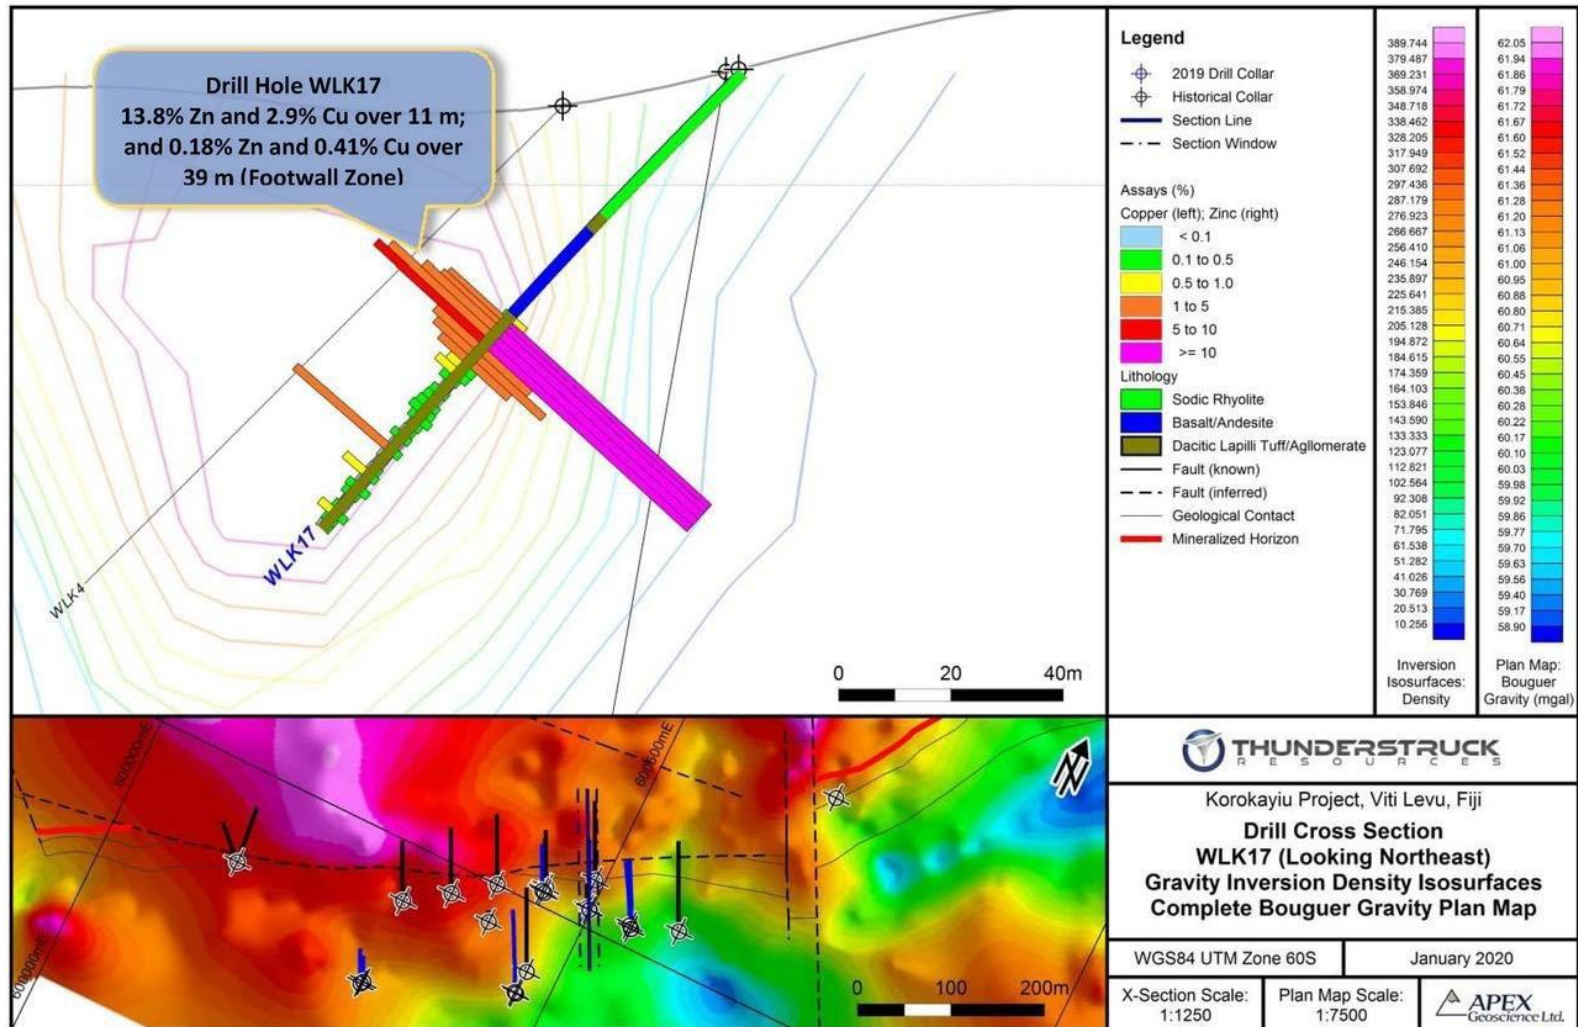 Drill Hole WLK17
13.8% Zn and 2.9% Cu over 11 m;
and 0.18% Zn and 0.41% Cu over
39 m (Footwall Zone)
WLK17
WLK4
0 20 40m
Legend
2019 Drill Collar
Historical Collar
Section Line
Section Window
Assays (%)
Copper (left); Zinc (right)
< 0.1
0.1 to 0.5
0.5 to 1.0
1 to 5
5 to 10
>= 10
Lithology
Sodic Rhyolite
Basalt/Andesite
Dacitic Lapilli Tuff/Agllomerate
Fault (known)
Fault (inferred)
Geological Contact
Mineralized Horizon
389.744
379.487
369.231
358.974
348.718
338.462
328.205
317.949
307.692
297.436
287.179
276.923
266.667
256.410
246.154
235.897
225.641
215.385
205.128
194.872
184.615
174.359
164.103
153.846
143.590
133.333
123.077
112.821
102.564
92.308
82.051
71.795
61.538
51.282
41.026
30.769
20.513
10.256
Inversion
Isosurfaces:
Density
62.05
61.94
61.86
61.79
61.72
61.67
61.60
61.52
61.44
61.36
61.28
61.20
61.13
61.06
61.00
60.95
60.88
60.80
60.71
60.64
60.55
60.45
60.36
60.28
60.22
60.17
60.10
60.03
59.98
59.92
59.86
59.77
59.70
59.63
59.56
59.40
59.17
58.90
Plan Map:
Bouguer
Gravity (mgal)
600000mE
N
0 100 200m
THUNDERSTRUCK
RESOURCES
Korokayiu Project, Viti Levu, Fiji
Drill Cross Section
WLK17 (Looking Northeast)
Gravity Inversion Density Isosurfaces
Complete Bouguer Gravity Plan Map
WGS84 UTM Zone 60S
January 2020
X-Section Scale:
1:1250
Plan Map Scale:
1:7500
APEX
Geoscience Ltd.